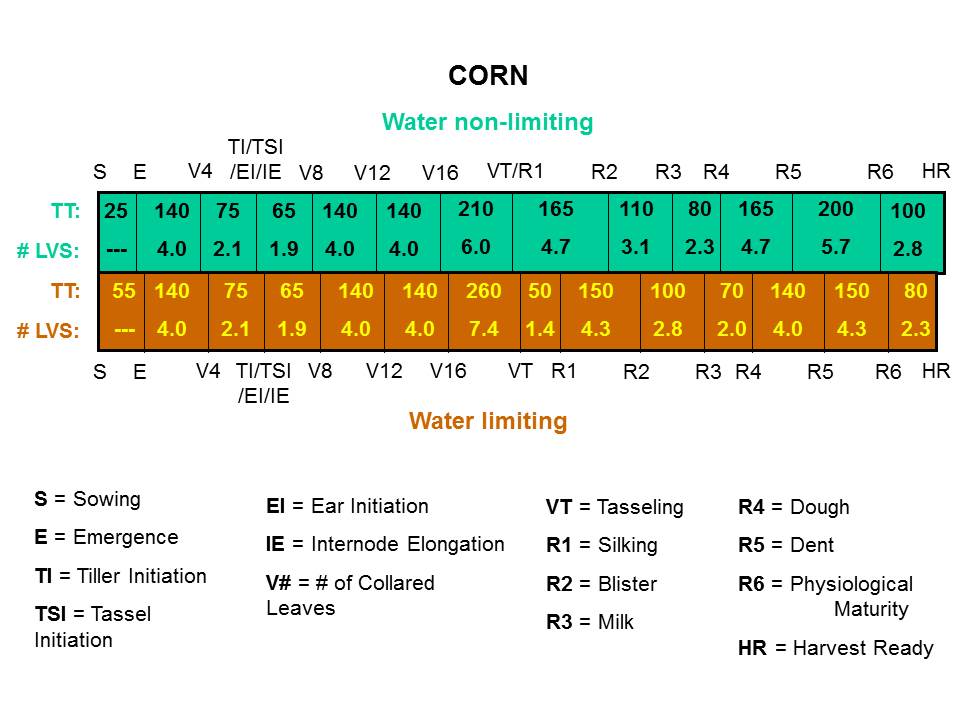 CORN
Water non-limiting
TI/TSI
S E V4 /EI/IE V8 V12 V16 VT/R1 R2 R3 R4 R5 R6 HR
TT: 25 140 75 65 140 140 210 165 110 80 165 200 100
# LVS: --- 4.0 2.1 1.9 4.0 4.0 6.0 4.7 3.1 2.3 4.7 5.7 2.8
TT: 55 140 75 65 140 140 260 50 150 100 70 140 150 80
# LVS: --- 4.0 2.1 1.9 4.0 4.0 7.4 1.4 4.3 2.8 2.0 4.0 4.3 2.3
S E V4 TI/TSI V8 V12 V16 VT R1 R2 R3 R4 R5 R6 HR
/EI/IE
Water limiting
S = Sowing
E = Emergence
TI = Tiller Initiation
TSI = Tassel
Initiation
EI = Ear Initiation
IE = Internode Elongation
V# = # of Collared
Leaves
VT = Tasseling
R1 = Silking
R2 = Blister
R3 = Milk
R4 = Dough
R5 = Dent
R6 = Physiological
Maturity
HR = Harvest Ready